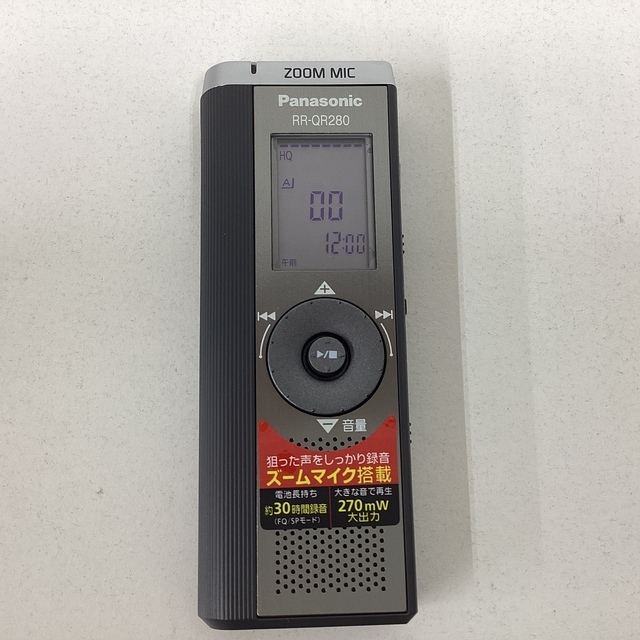 ZOOM MIC
Panasonic
RR-QR280
HQ
A
00
12:00
午前
音量
狙った声をしっかり録音
ズームマイク搭載
電池長持ち
約30時間録音
(FQ/SPモード)
大きな音で再生
270mW
大出力